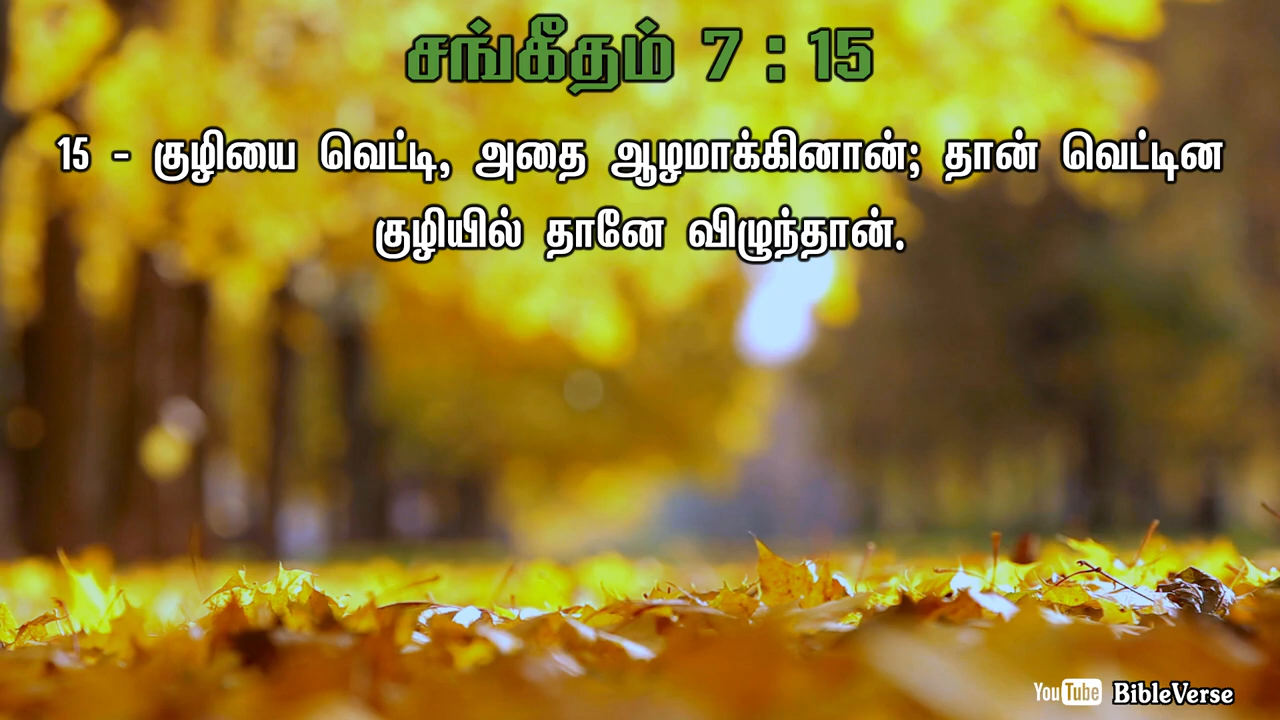 சங்கீதம் 7 : 15
15 - குழியை வெட்டி, அதை ஆழமாக்கினான்; தான் வெட்டின
குழியில் தானே விழுந்தான்.
YouTube BibleVerse